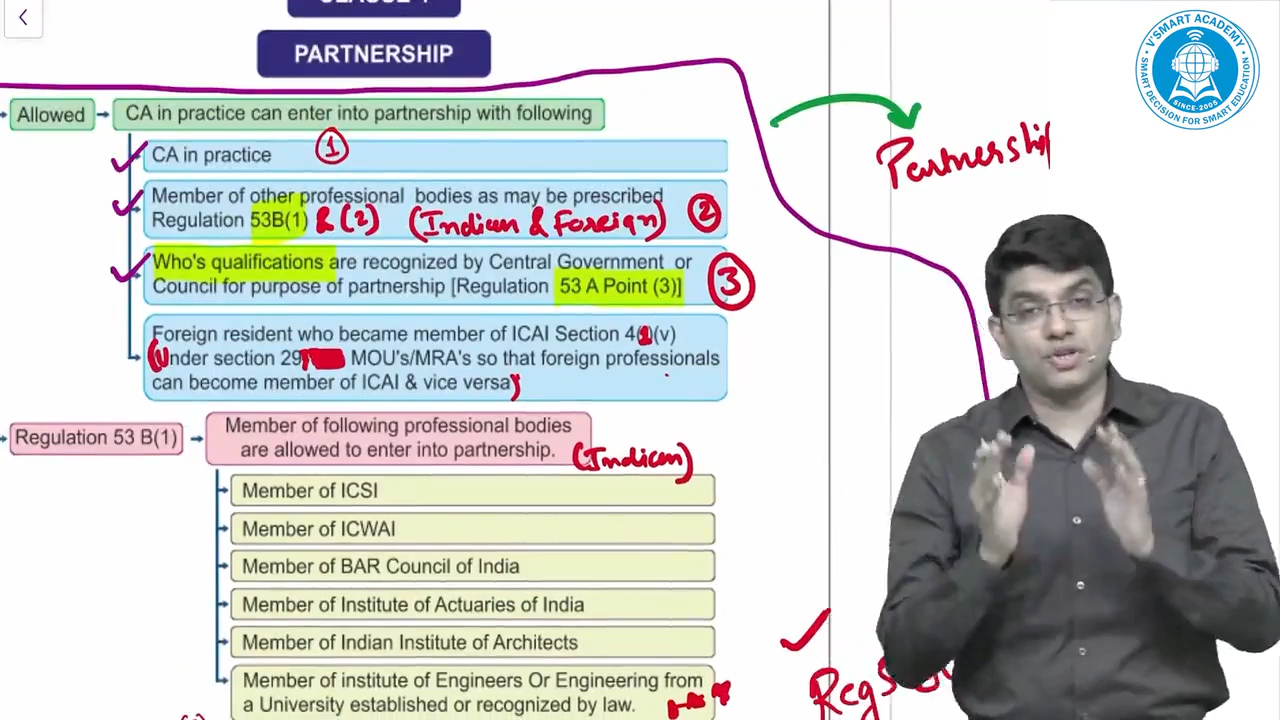 CLAUSE 4
PARTNERSHIP
Allowed
CA in practice can enter into partnership with following
CA in practice
1
Member of other professional bodies as may be prescribed
Regulation 53B(1) & (2) (Indian & Foreign) 2
Who's qualifications are recognized by Central Government or
Council for purpose of partnership [Regulation 53 A Point (3)]
3
Foreign resident who became member of ICAI Section 4(1)(v)
(Under section 29) MOU's/MRA's so that foreign professionals
can become member of ICAI & vice versa)
Regulation 53 B(1)
Member of following professional bodies
are allowed to enter into partnership.
(Indian)
Member of ICSI
Member of ICWAI
Member of BAR Council of India
Member of Institute of Actuaries of India
Member of Indian Institute of Architects
Member of institute of Engineers Or Engineering from
a University established or recognized by law.
Partnership
V'SMART ACADEMY
SINCE-2005
SMART DECISION FOR SMART EDUCATION